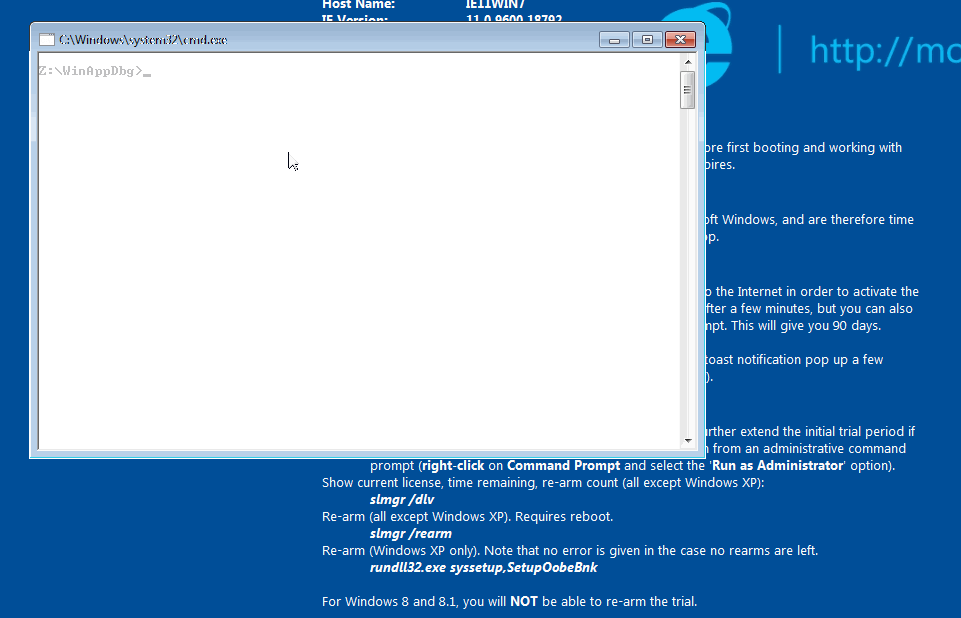 Host Name: IE11WIN7
IE Version: 11.0.9600.18792
C:\Windows\system32\cmd.exe
Z:\WinAppDbg>_
http://mo
ore first booting and working with
pires.
oft Windows, and are therefore time
op.
o the Internet in order to activate the
fter a few minutes, but you can also
mpt. This will give you 90 days.
toast notification pop up a few
).
urther extend the initial trial period if
n from an administrative command
prompt (right-click on Command Prompt and select the 'Run as Administrator' option).
Show current license, time remaining, re-arm count (all except Windows XP):
slmgr /dlv
Re-arm (all except Windows XP). Requires reboot.
slmgr /rearm
Re-arm (Windows XP only). Note that no error is given in the case no rearms are left.
rundll32.exe syssetup,SetupOobeBnk
For Windows 8 and 8.1, you will NOT be able to re-arm the trial.